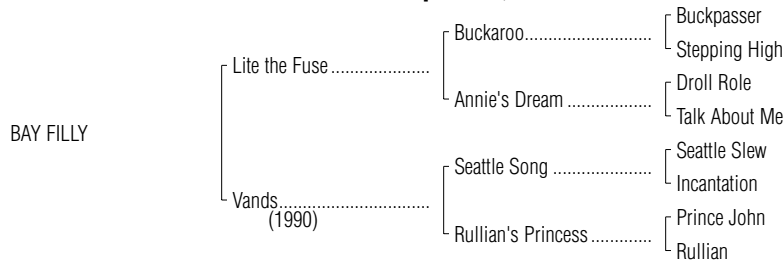 Buckpasser
Buckaroo
Stepping High
Lite the Fuse
Droll Role
Annie's Dream
Talk About Me
BAY FILLY
Seattle Slew
Seattle Song
Incantation
Vands
(1990)
Prince John
Rullian's Princess
Rullian